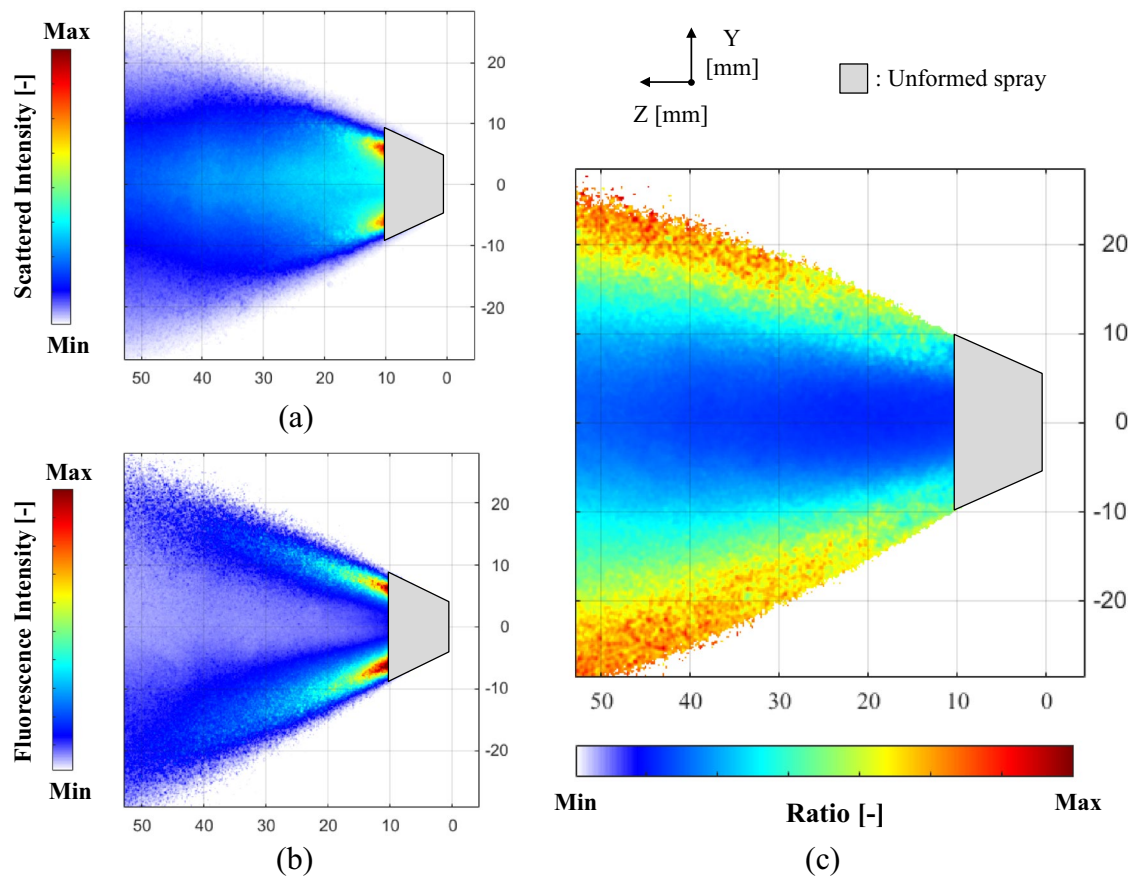 Max
Scattered Intensity [-]
Min
20
10
0
-10
-20
50 40 30 20 10 0
(a)
Max
Fluorescence Intensity [-]
Min
20
10
0
-10
-20
50 40 30 20 10 0
(b)
Y
[mm]
Z [mm]
: Unformed spray
20
10
0
-10
-20
50 40 30 20 10 0
Min Max
Ratio [-]
(c)